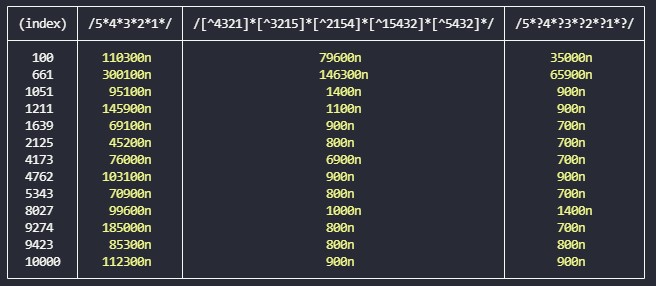 (index) /5*4*3*2*1*/ /[^4321]*[^3215]*[^2154]*[^15432]*[^5432]*/ /5*?4*?3*?2*?1*?/
100 110300n 79600n 35000n
661 300100n 146300n 65900n
1051 95100n 1400n 900n
1211 145900n 1100n 900n
1639 69100n 900n 700n
2125 45200n 800n 700n
4173 76000n 6900n 700n
4762 103100n 900n 900n
5343 70900n 800n 700n
8027 99600n 1000n 1400n
9274 185000n 800n 700n
9423 85300n 800n 800n
10000 112300n 900n 900n